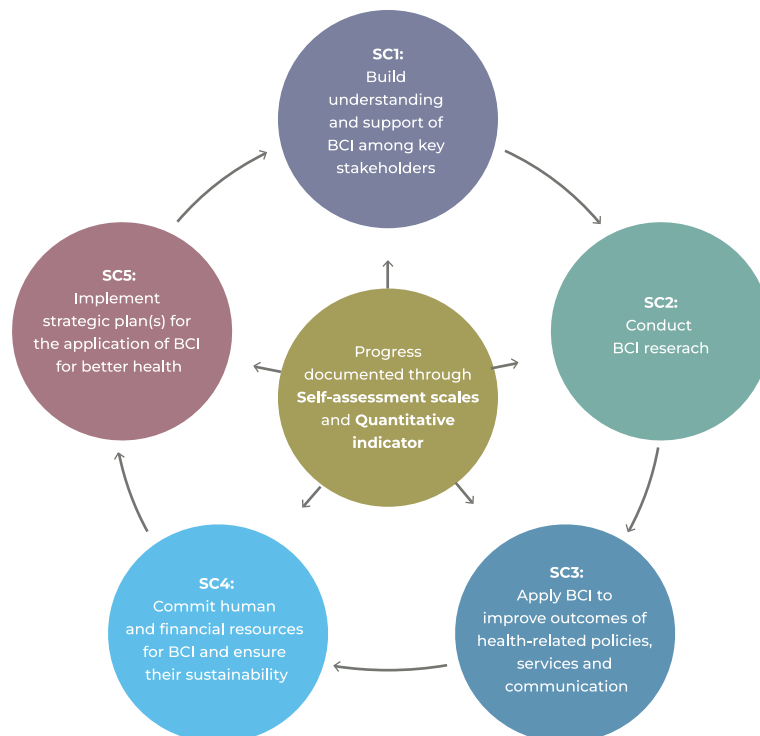 SC1:
Build
understanding
and support of
BCI among key
stakeholders
SC2:
Conduct
BCI reserach
SC3:
Apply BCI to
improve outcomes of
health-related policies,
services and
communication
SC4:
Commit human
and financial resources
for BCI and ensure
their sustainability
SC5:
Implement
strategic plan(s) for
the application of BCI
for better health
Progress
documented through
Self-assessment scales
and Quantitative
indicator